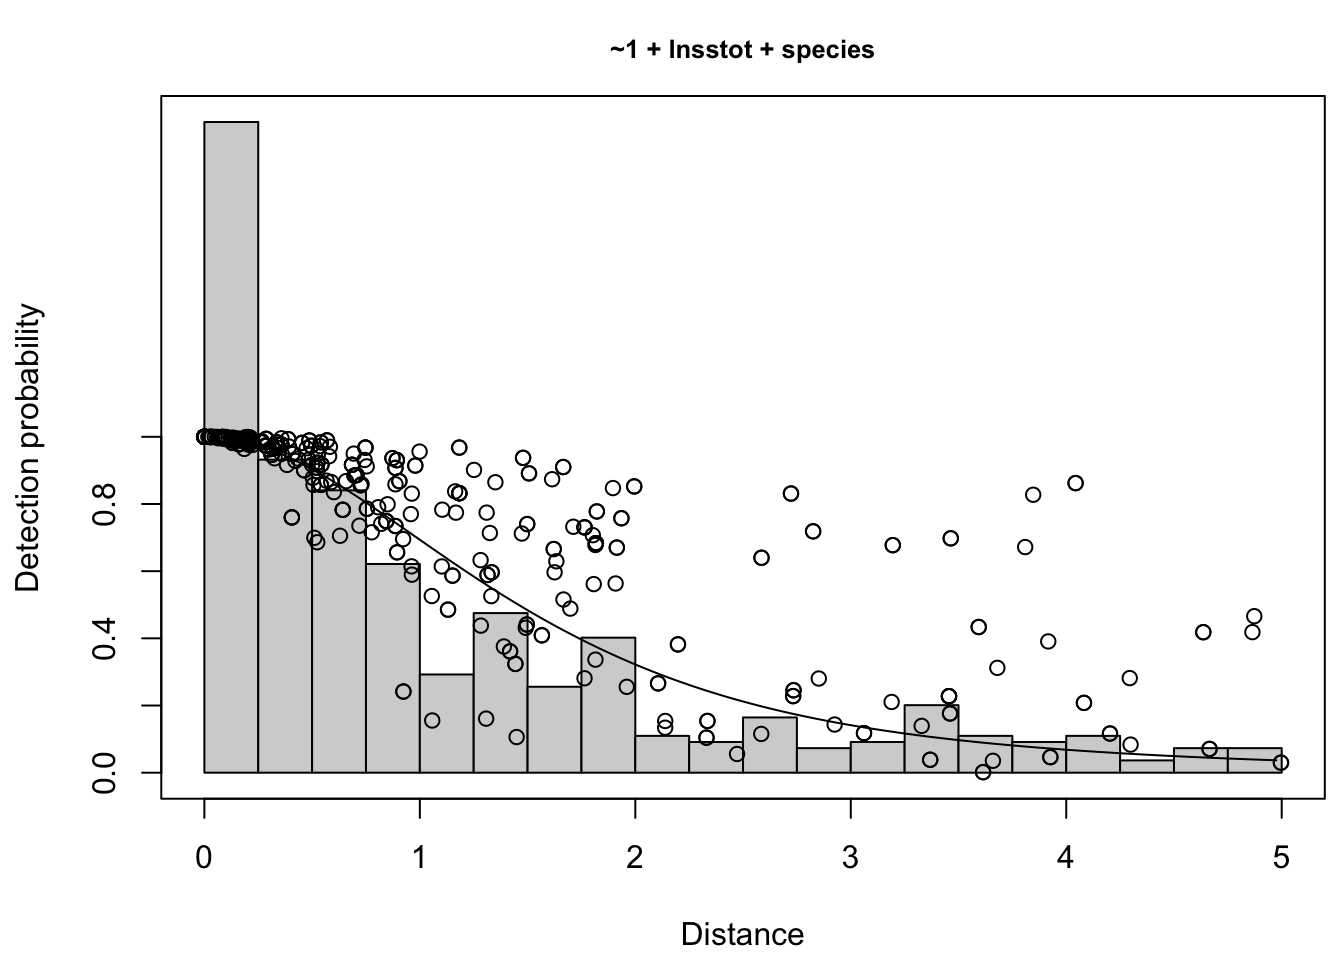 ~1 + lnsstot + species
Detection probability
0.8
0.4
0.0
0 1 2 3 4 5
Distance